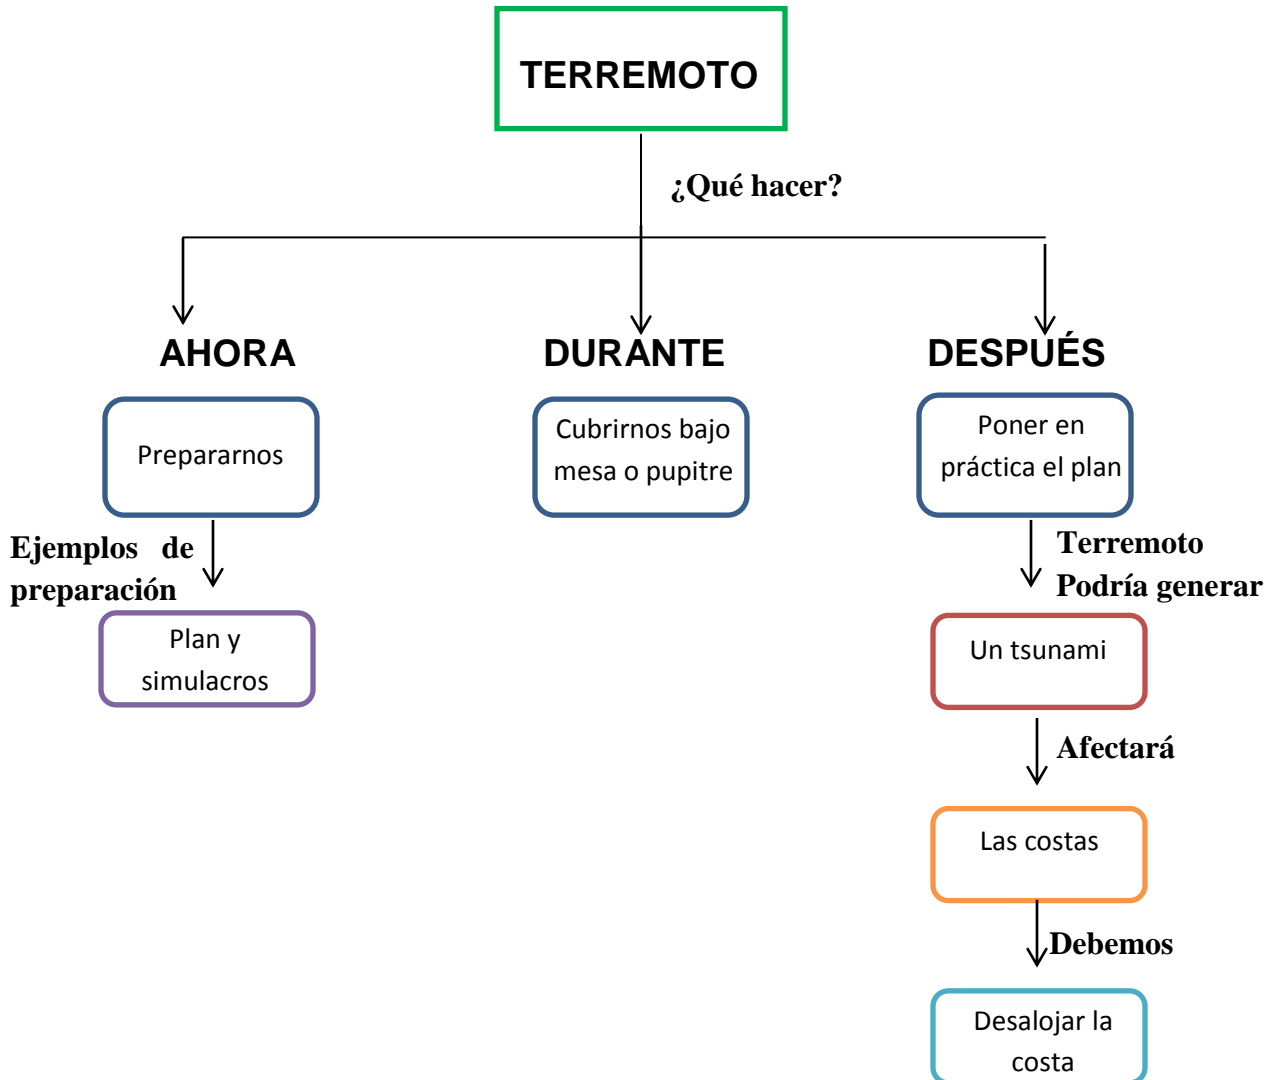 TERREMOTO
¿Qué hacer?
AHORA
DURANTE
DESPUÉS
Prepararnos
Cubrirnos bajo
mesa o pupitre
Poner en
práctica el plan
Ejemplos de
preparación
Terremoto
Podría generar
Plan y
simulacros
Un tsunami
Afectará
Las costas
Debemos
Desalojar la
costa